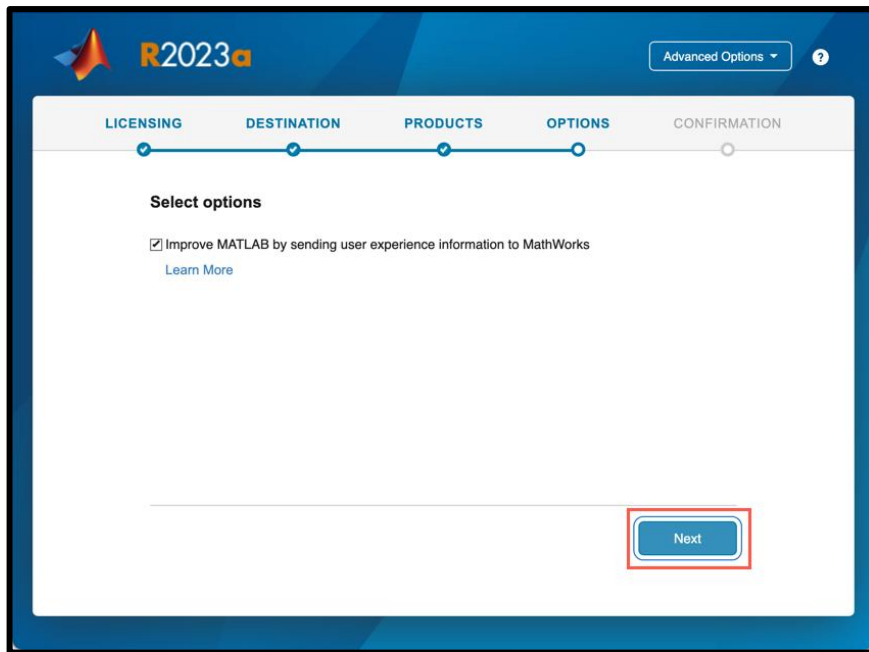 R2023a
Advanced Options
?
LICENSING DESTINATION PRODUCTS OPTIONS CONFIRMATION
Select options
Improve MATLAB by sending user experience information to MathWorks
Learn More
Next